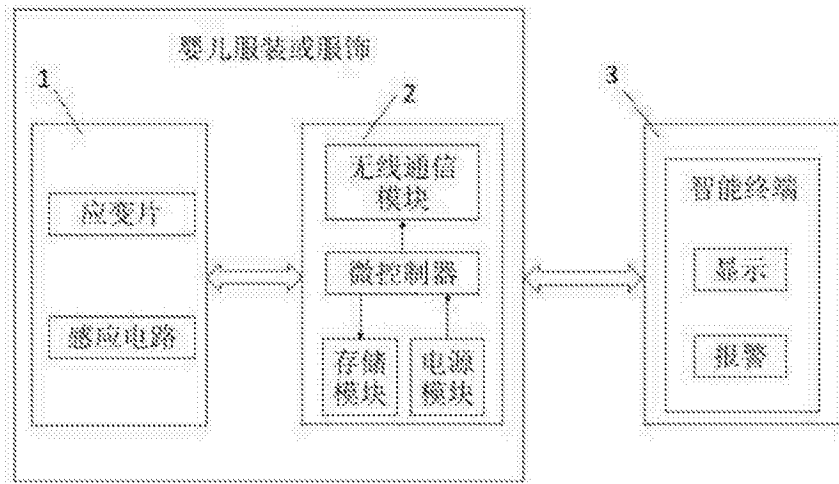 婴儿服装或服饰
1
2
3
应变片
感应电路
无线通信
模块
微控制器
存储
模块
电源
模块
智能终端
显示
报警